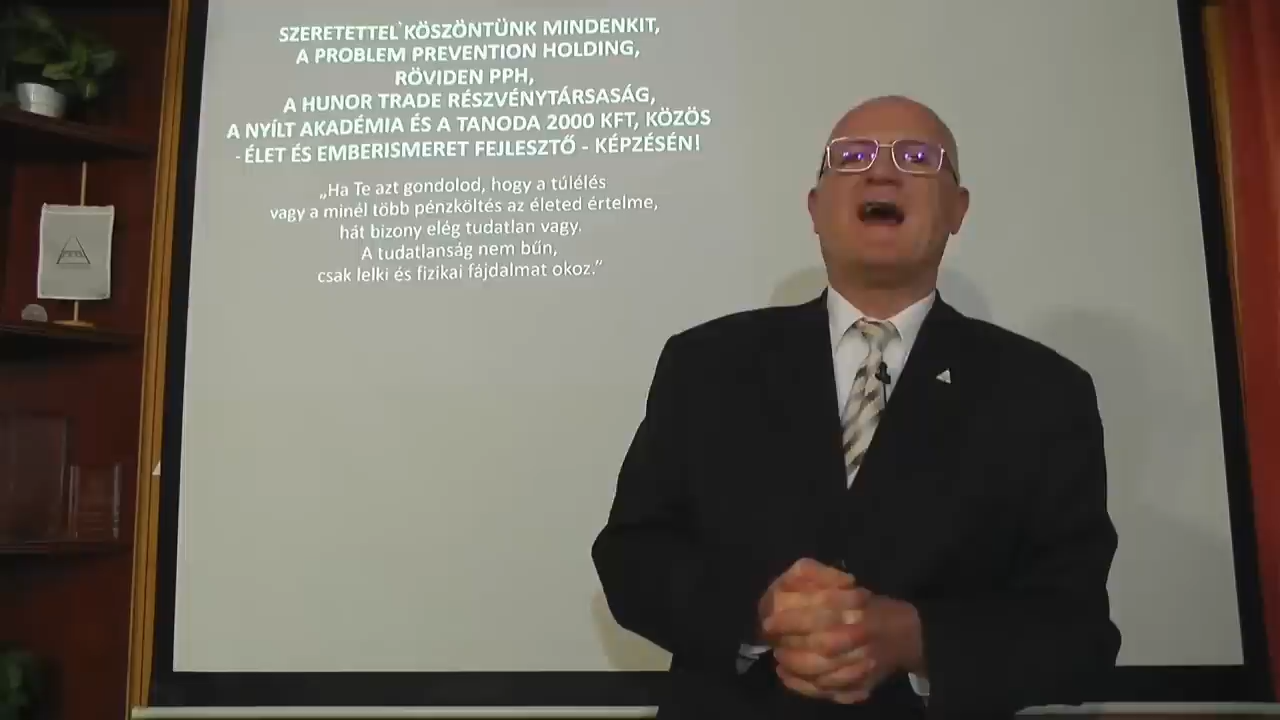 SZERETETTEL KÖSZÖNTÜNK MINDENKIT,
A PROBLEM PREVENTION HOLDING,
RÖVIDEN PPH,
A HUNOR TRADE RÉSZVÉNYTÁRSASÁG,
A NYÍLT AKADÉMIA ÉS A TANODA 2000 KFT, KÖZÖS
- ÉLET ÉS EMBERISMERET FEJLESZTŐ - KÉPZÉSÉN!
„Ha Te azt gondolod, hogy a túlélés
vagy a minél több pénzköltés az életed értelme,
hát bizony elég tudatlan vagy.
A tudatlanság nem bűn,
csak lelki és fizikai fájdalmat okoz.”